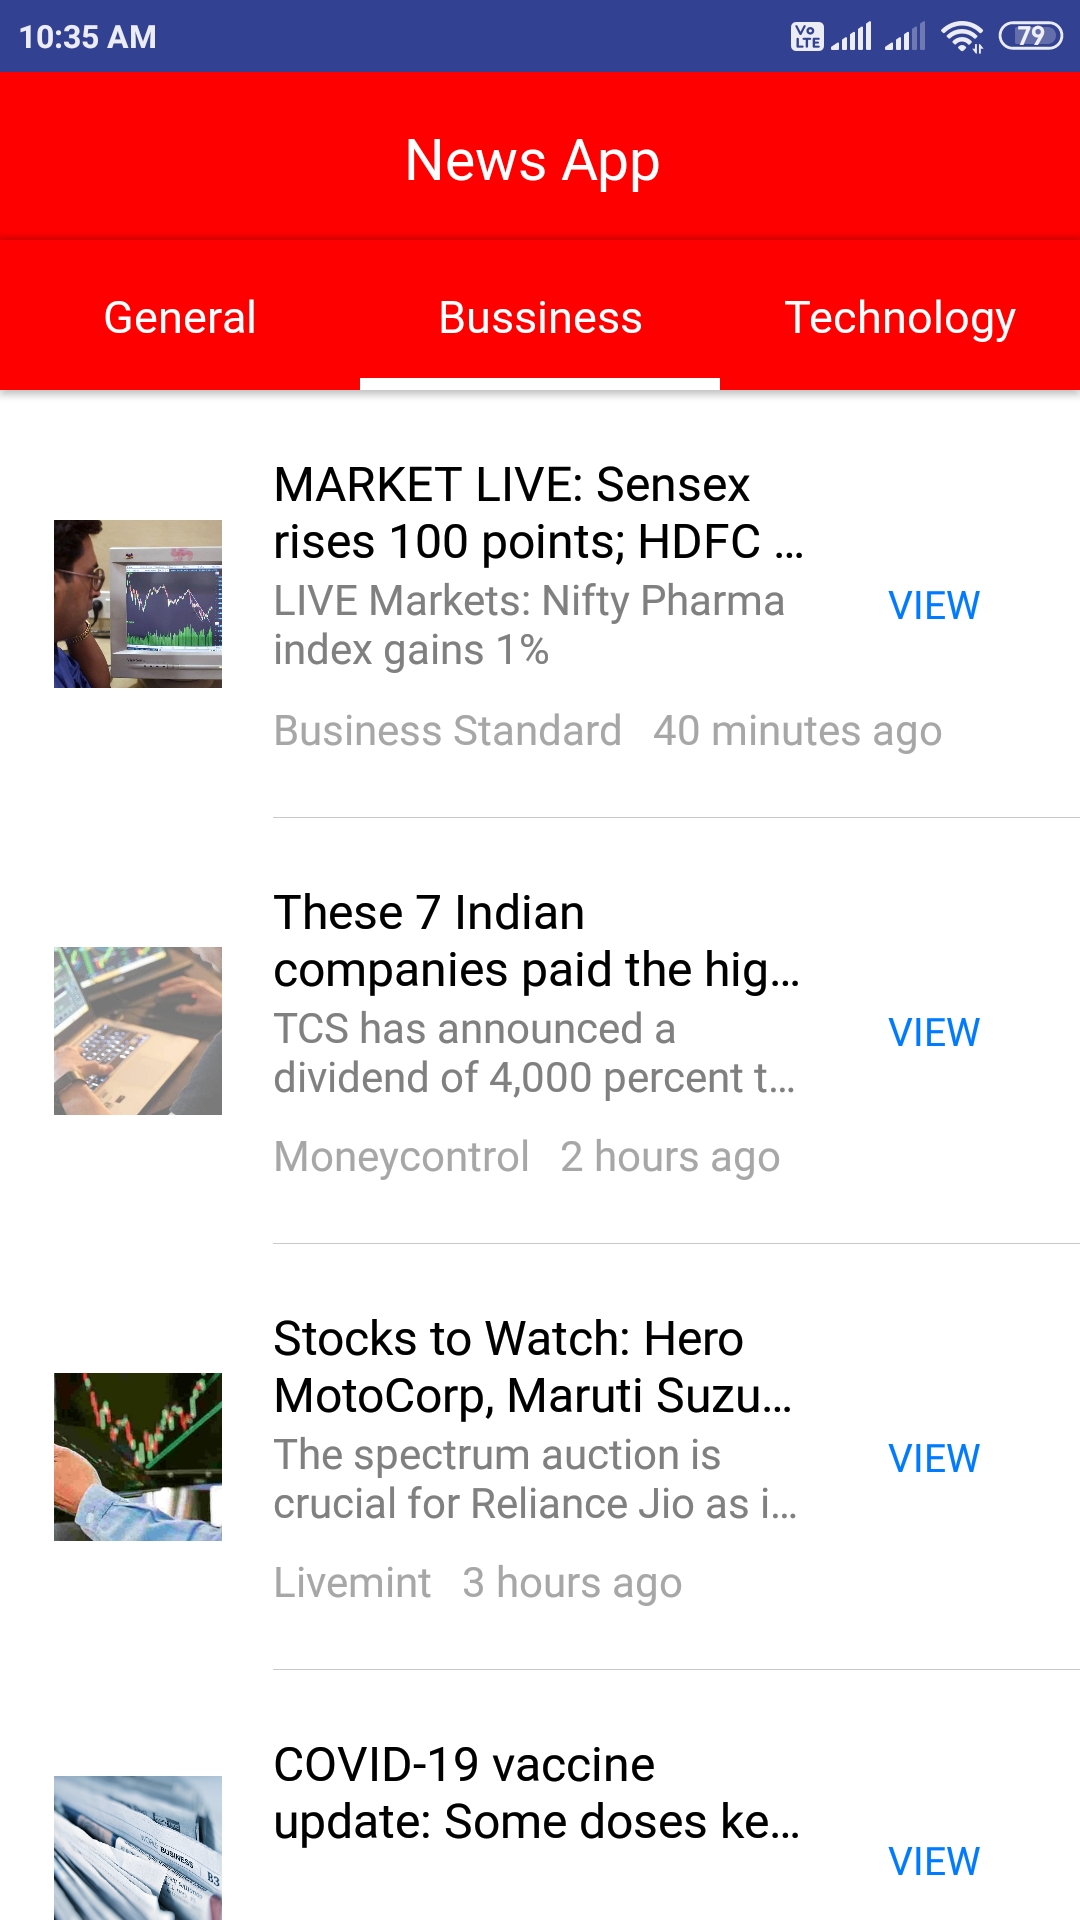 10:35 AM
Vo LTE
79
News App
General
Bussiness
Technology
MARKET LIVE: Sensex
rises 100 points; HDFC ...
LIVE Markets: Nifty Pharma
index gains 1%
VIEW
Business Standard 40 minutes ago
These 7 Indian
companies paid the hig...
TCS has announced a
dividend of 4,000 percent t...
VIEW
Moneycontrol 2 hours ago
Stocks to Watch: Hero
MotoCorp, Maruti Suzu...
The spectrum auction is
crucial for Reliance Jio as i...
VIEW
Livemint 3 hours ago
COVID-19 vaccine
update: Some doses ke...
VIEW
BUSINESS
B3